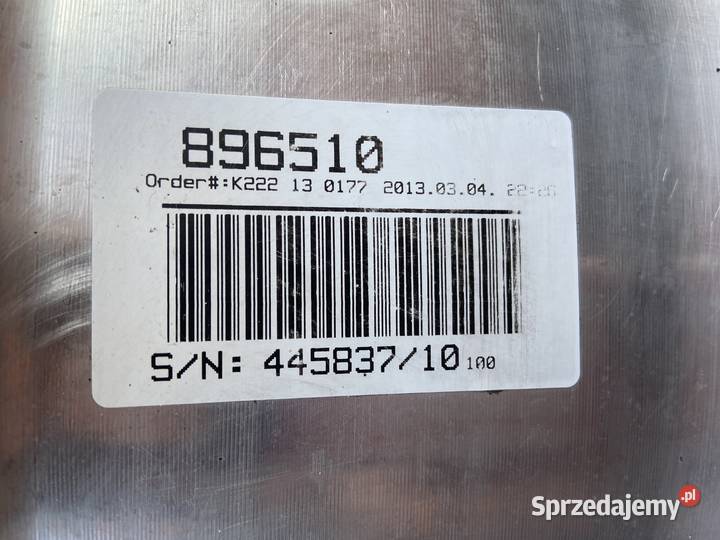 896510
Order#:K222 13 0177 2013.03.04.
S/N: 445837/10 100
Sprzedajemy.pl